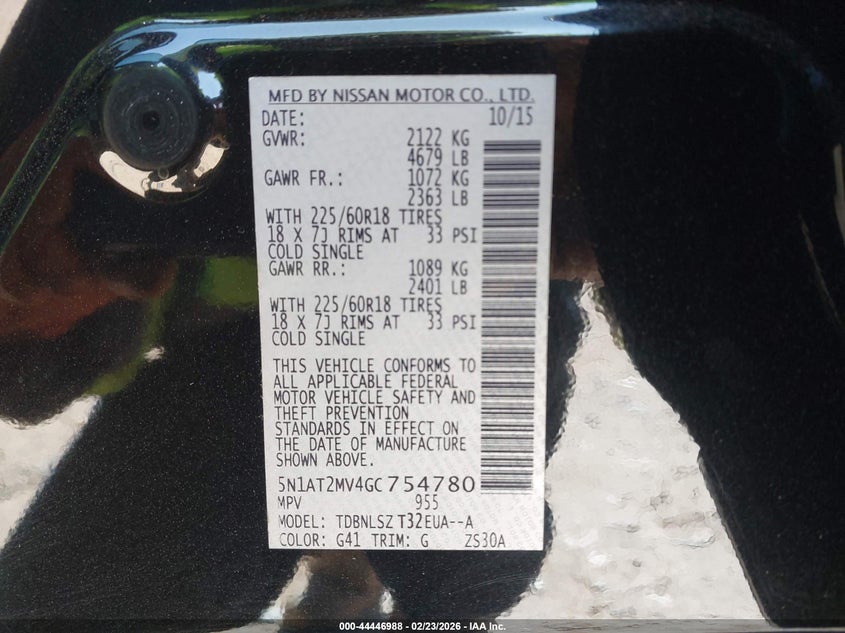 MFD BY NISSAN MOTOR CO., LTD.
DATE: 10/15
GVWR: 2122 KG
4679 LB
GAWR FR.: 1072 KG
2363 LB
WITH 225/60R18 TIRES
18 X 7J RIMS AT 33 PSI
COLD SINGLE
GAWR RR.: 1089 KG
2401 LB
WITH 225/60R18 TIRES
18 X 7J RIMS AT 33 PSI
COLD SINGLE
THIS VEHICLE CONFORMS TO
ALL APPLICABLE FEDERAL
MOTOR VEHICLE SAFETY AND
THEFT PREVENTION
STANDARDS IN EFFECT ON
THE DATE OF MANUFACTURE
SHOWN ABOVE.
5N1AT2MV4GC754780
MPV 955
MODEL: TDBNLSZ T32EUA--A
COLOR: G41 TRIM: G ZS30A
000-44446988 - 02/23/2026 - IAA Inc.